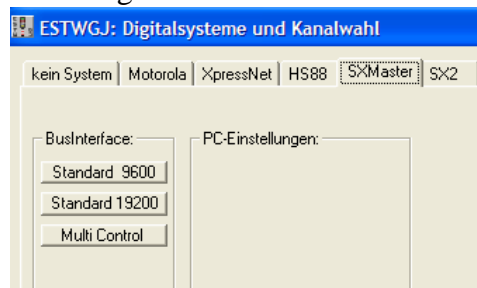 ESTWGJ: Digitalsysteme und Kanalwahl
kein System Motorola XpressNet HS88 SXMaster SX2
BusInterface: PC-Einstellungen:
Standard 9600
Standard 19200
Multi Control